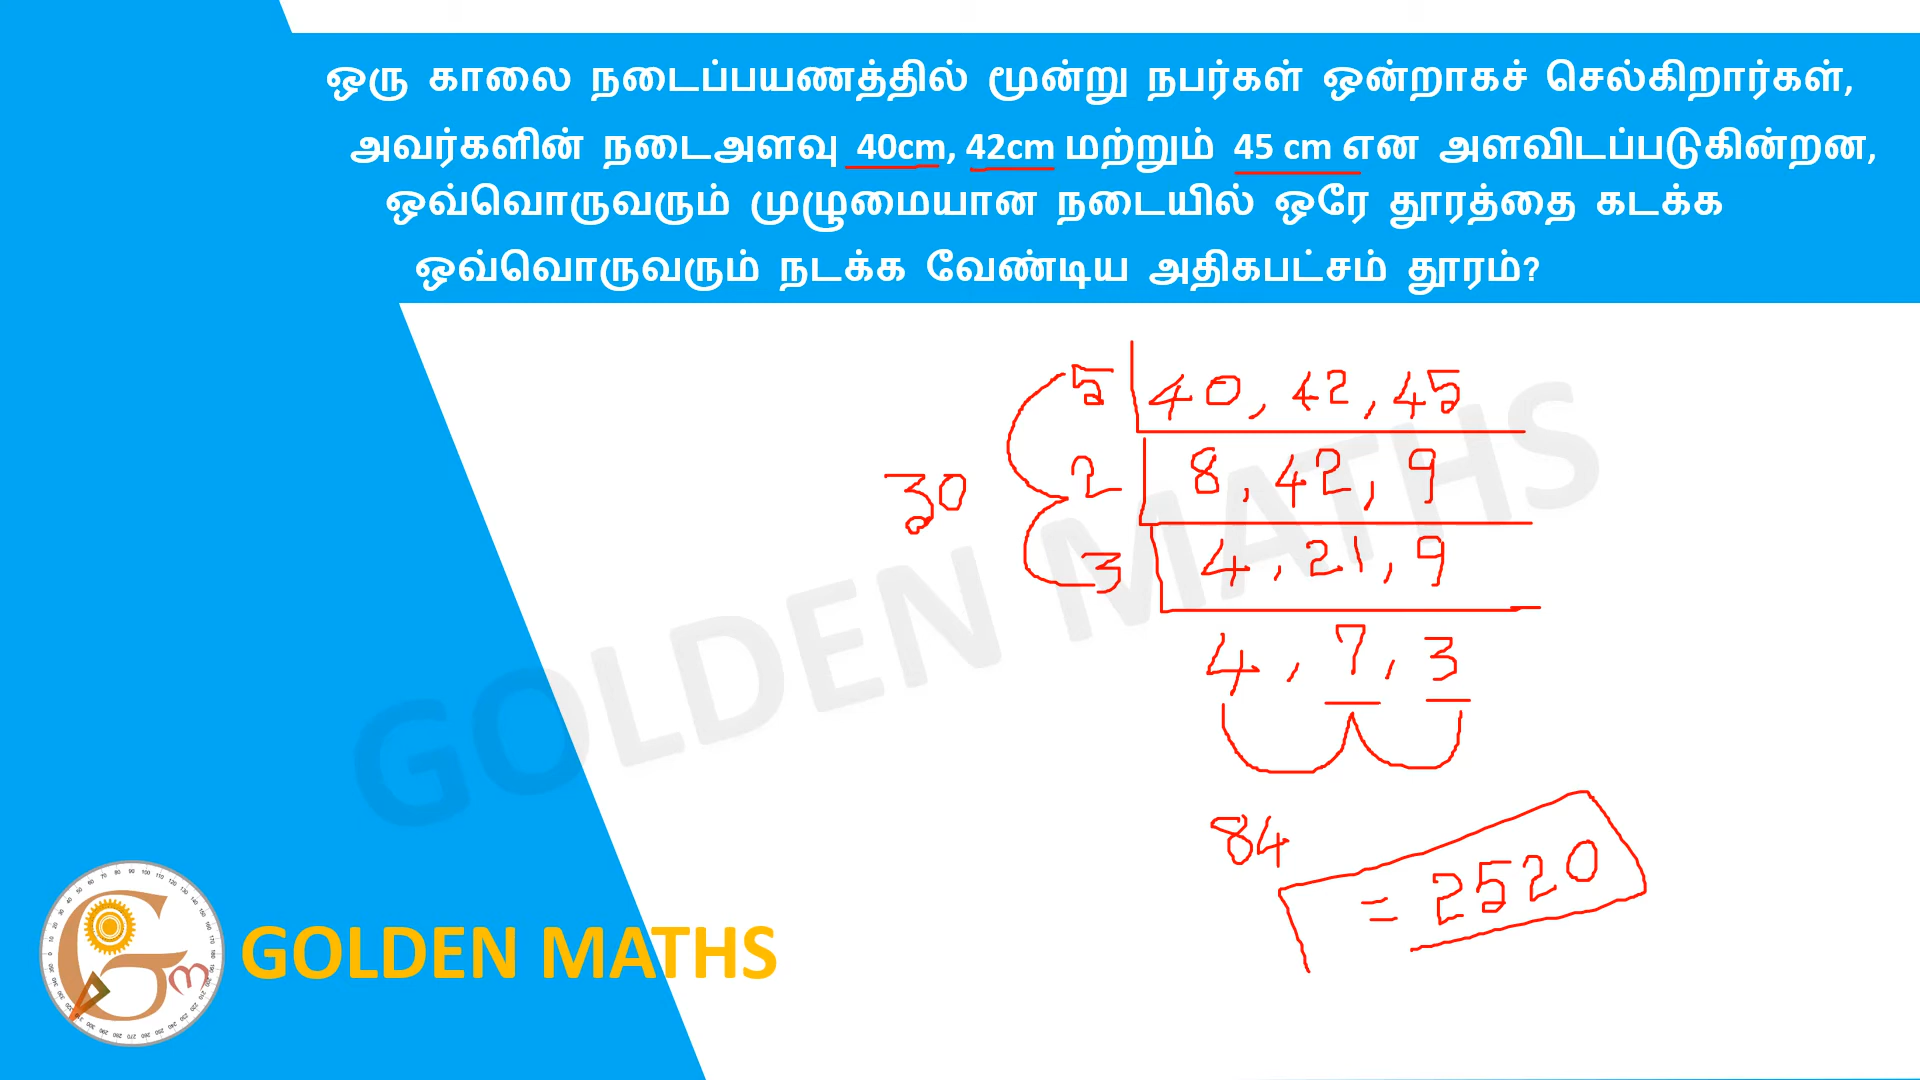 ஒரு காலை நடைப்பயணத்தில் மூன்று நபர்கள் ஒன்றாகச் செல்கிறார்கள்,
அவர்களின் நடைஅளவு 40cm, 42cm மற்றும் 45 cm என அளவிடப்படுகின்றன,
ஒவ்வொருவரும் முழுமையான நடையில் ஒரே தூரத்தை கடக்க
ஒவ்வொருவரும் நடக்க வேண்டிய அதிகபட்சம் தூரம்?
5 40, 42, 45
2 8, 42, 9
30
3 4, 21, 9
4, 7, 3
84
= 2520
GOLDEN MATHS
GOLDEN MATHS